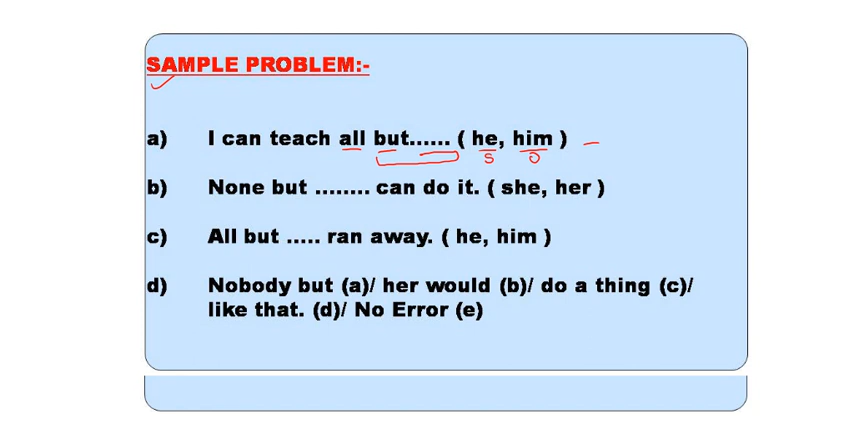 SAMPLE PROBLEM:-
a) I can teach all but...... ( he, him )
S O
b) None but ........ can do it. ( she, her )
c) All but ..... ran away. ( he, him )
d) Nobody but (a)/ her would (b)/ do a thing (c)/
like that. (d)/ No Error (e)